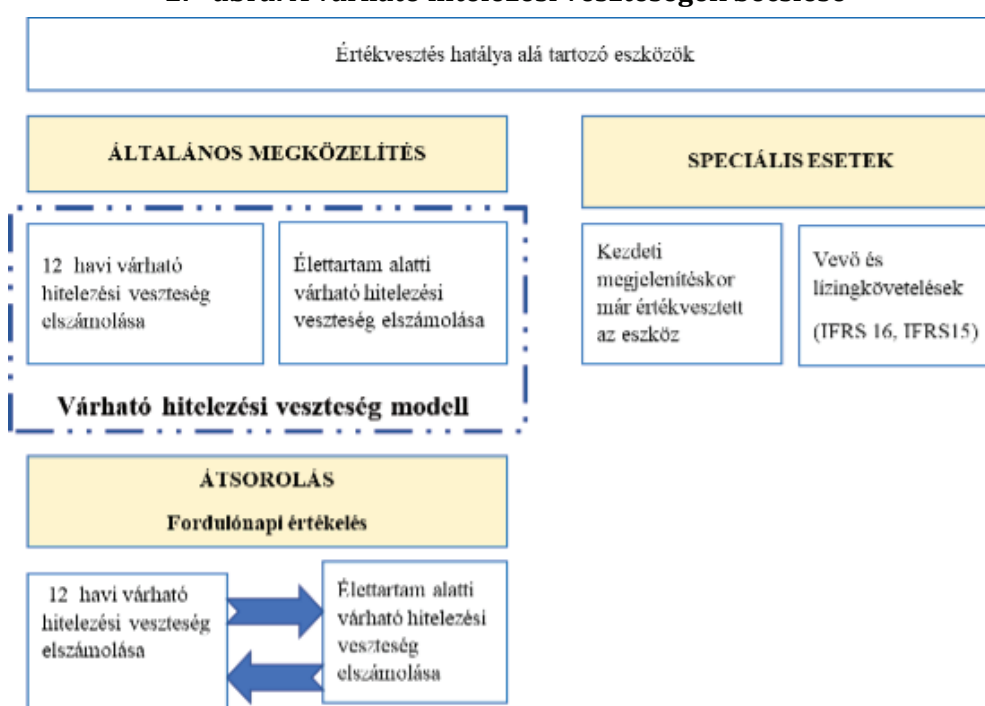 Értékvesztés hatálya alá tartozó eszközök
ÁLTALÁNOS MEGKÖZELÍTÉS
12 havi várható
hitelezési veszteség
elszámolása
Élettartam alatti
várható hitelezési
veszteség elszámolása
Várható hitelezési veszteség modell
SPECIÁLIS ESETEK
Kezdeti
megjelenítéskor
már értékvesztett
az eszköz
Vevő és
lízingkövetelések
(IFRS 16, IFRS15)
ÁTSOROLÁS
Fordulónapi értékelés
12 havi várható
hitelezési veszteség
elszámolása
Élettartam alatti
várható hitelezési
veszteség
elszámolása